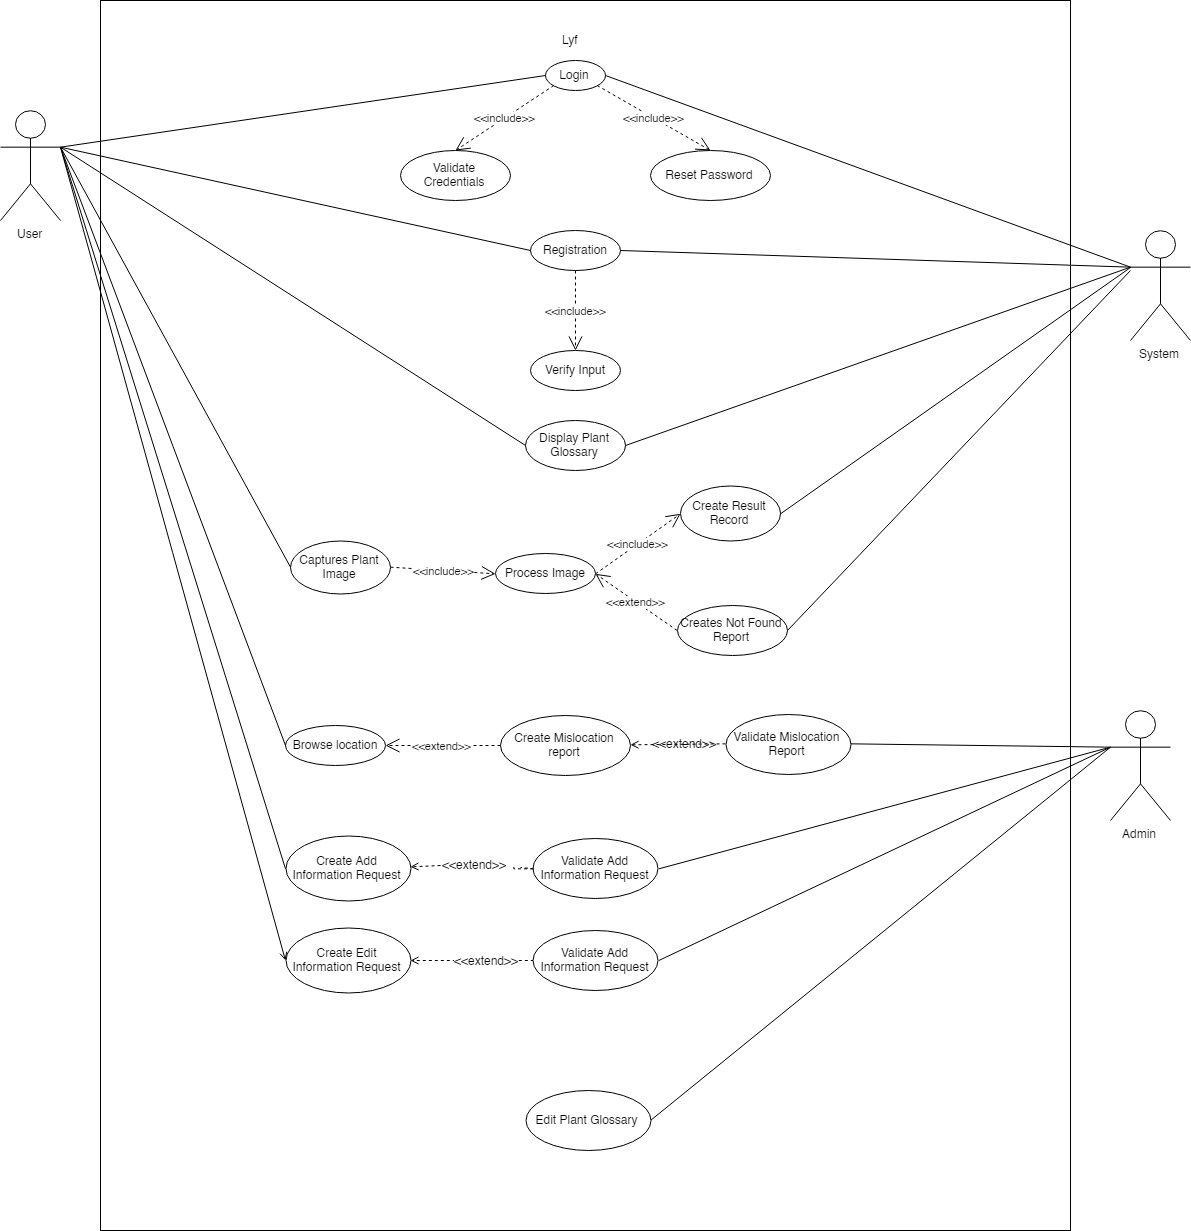 Lyf
Login
<<include>>
<<include>>
Validate
Credentials
Reset Password
User
Registration
<<include>>
System
Verify Input
Display Plant
Glossary
Create Result
Record
<<include>>
Captures Plant
Image
<<include>>
Process Image
<<extend>>
Creates Not Found
Report
Browse location
<<extend>>
Create Mislocation
report
<<extend>>
Validate Mislocation
Report
Admin
Create Add
Information Request
<<extend>>
Validate Add
Information Request
Create Edit
Information Request
<<extend>>
Validate Add
Information Request
Edit Plant Glossary